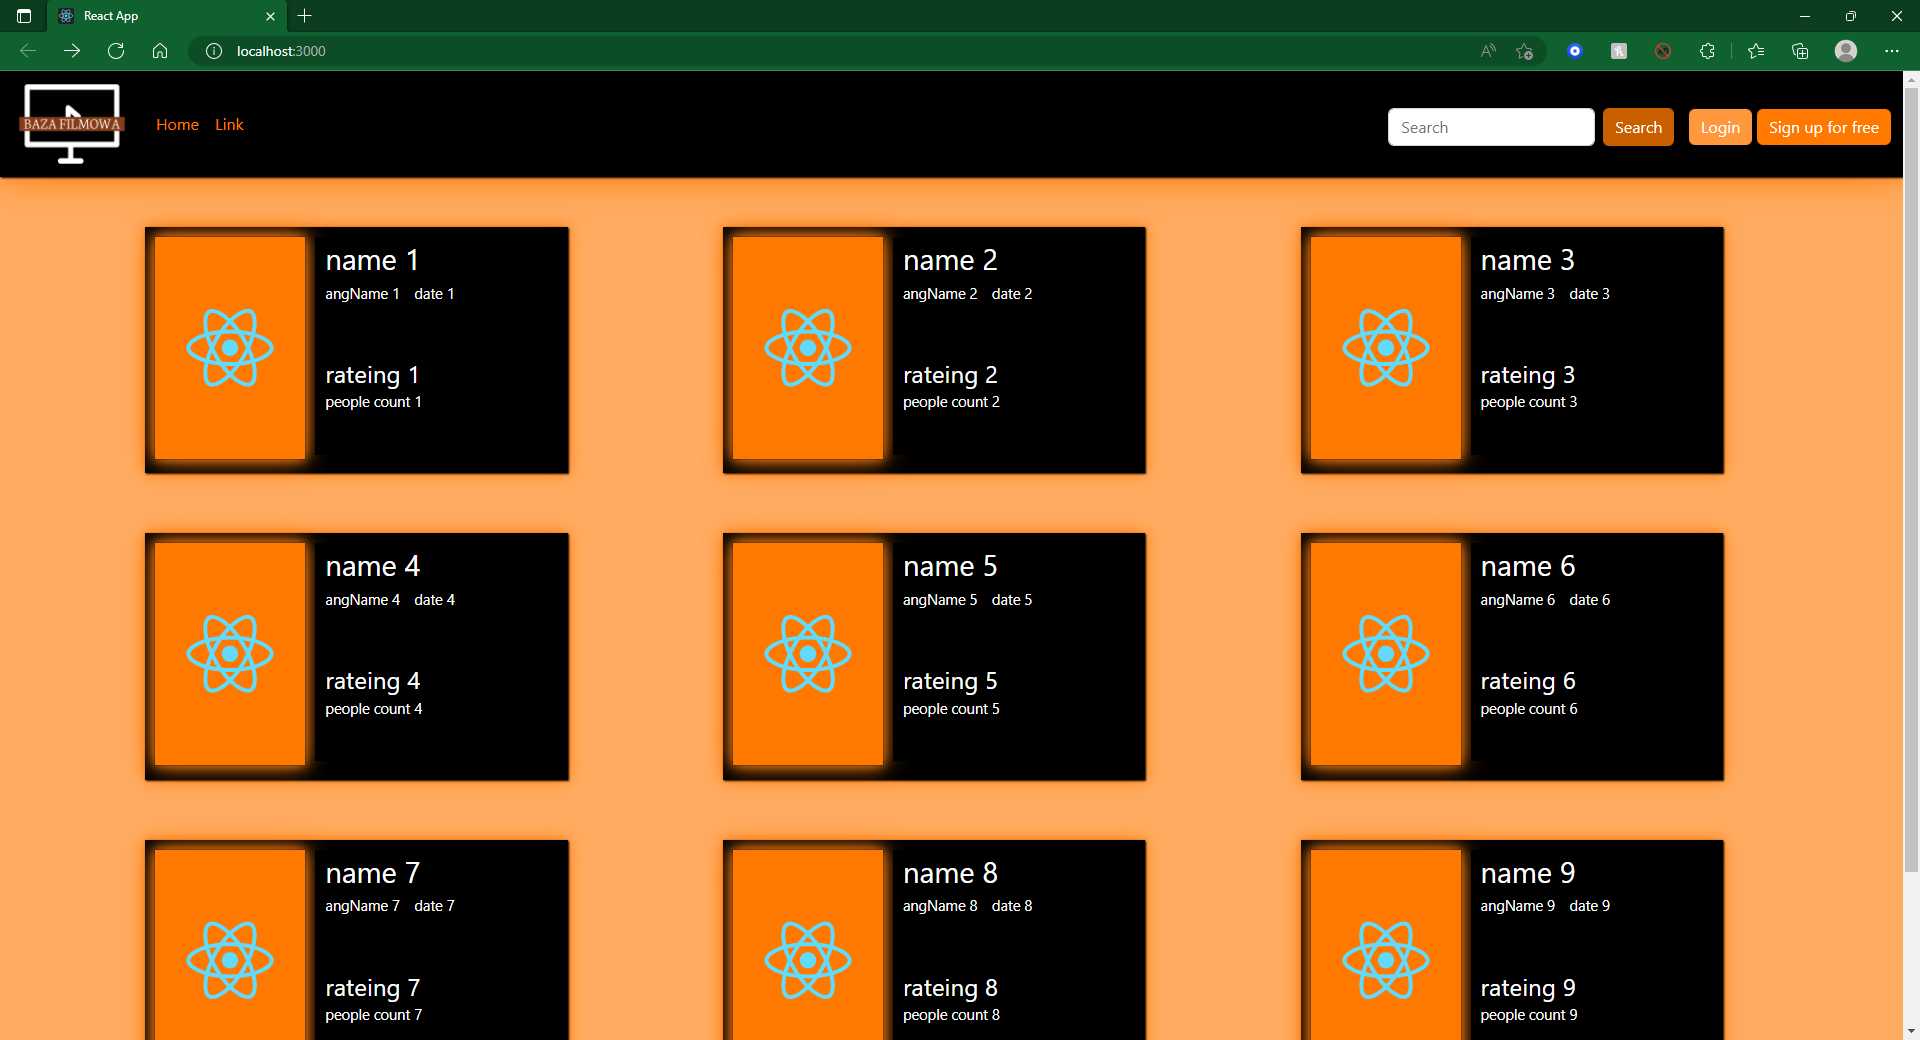 React App
localhost:3000
BAZA FILMOWA
Home Link
Search Search Login Sign up for free
name 1
angName 1 date 1
rateing 1
people count 1
name 2
angName 2 date 2
rateing 2
people count 2
name 3
angName 3 date 3
rateing 3
people count 3
name 4
angName 4 date 4
rateing 4
people count 4
name 5
angName 5 date 5
rateing 5
people count 5
name 6
angName 6 date 6
rateing 6
people count 6
name 7
angName 7 date 7
rateing 7
people count 7
name 8
angName 8 date 8
rateing 8
people count 8
name 9
angName 9 date 9
rateing 9
people count 9